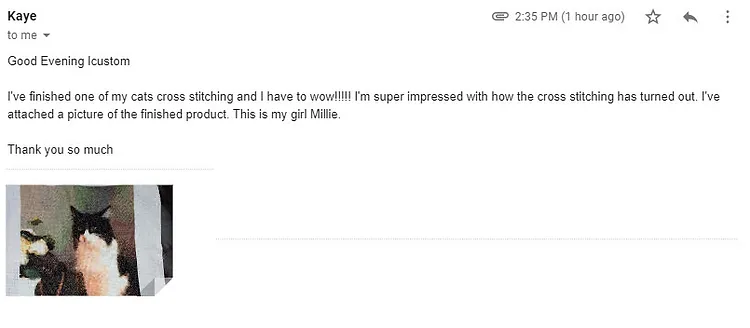 Kaye
2:35 PM (1 hour ago)
to me
Good Evening Icustom
I've finished one of my cats cross stitching and I have to wow!!!!! I'm super impressed with how the cross stitching has turned out. I've
attached a picture of the finished product. This is my girl Millie.
Thank you so much